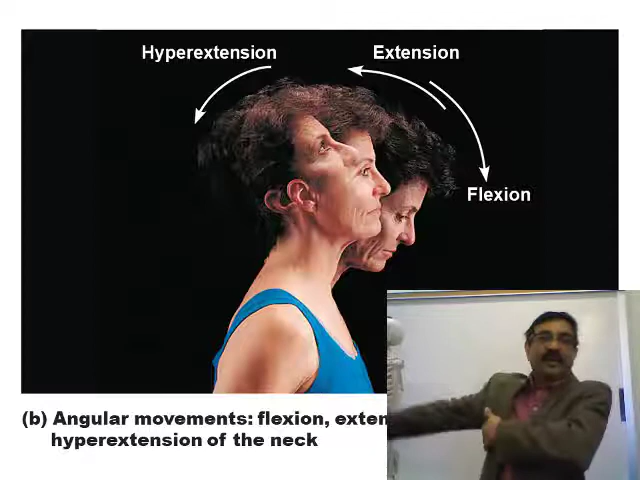 Hyperextension
Extension
Flexion
(b) Angular movements: flexion, exten
hyperextension of the neck